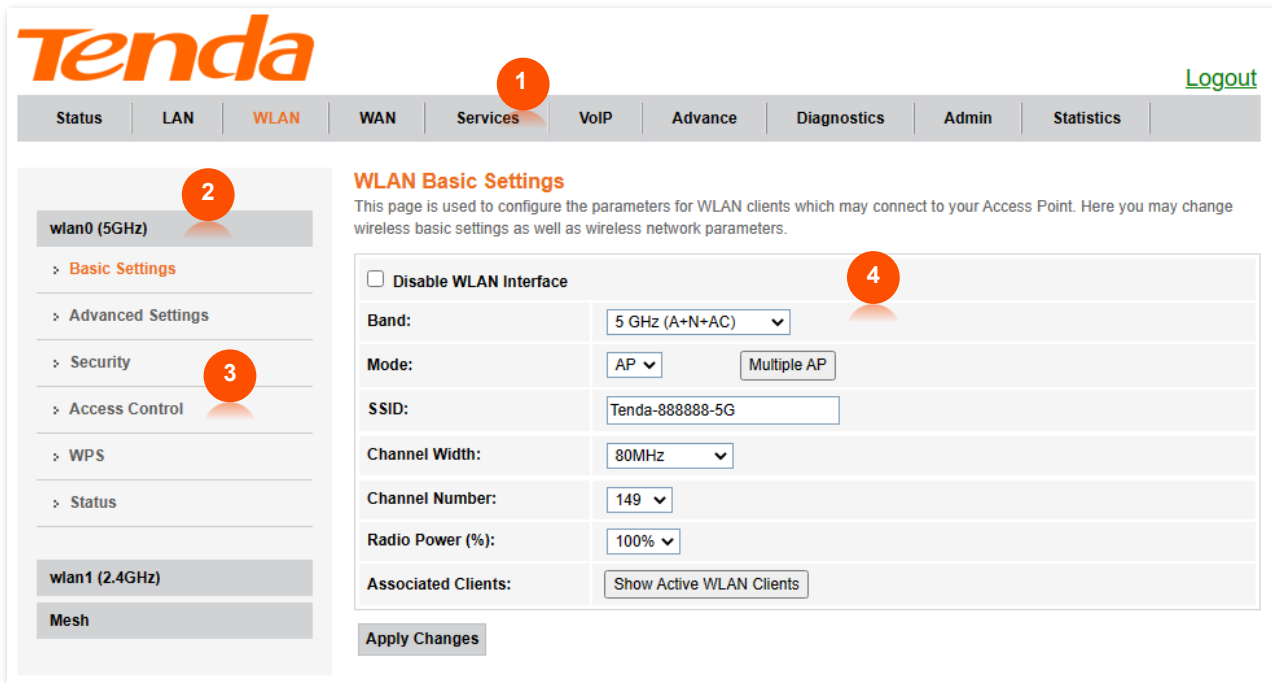 Tenda
Logout
1
Status LAN WLAN WAN Services VoIP Advance Diagnostics Admin Statistics
2
wlan0 (5GHz)
Basic Settings
Advanced Settings
Security
3
Access Control
WPS
Status
wlan1 (2.4GHz)
Mesh
WLAN Basic Settings
This page is used to configure the parameters for WLAN clients which may connect to your Access Point. Here you may change
wireless basic settings as well as wireless network parameters.
4
Disable WLAN Interface
Band: 5 GHz (A+N+AC)
Mode: AP Multiple AP
SSID: Tenda-888888-5G
Channel Width: 80MHz
Channel Number: 149
Radio Power (%): 100%
Associated Clients: Show Active WLAN Clients
Apply Changes